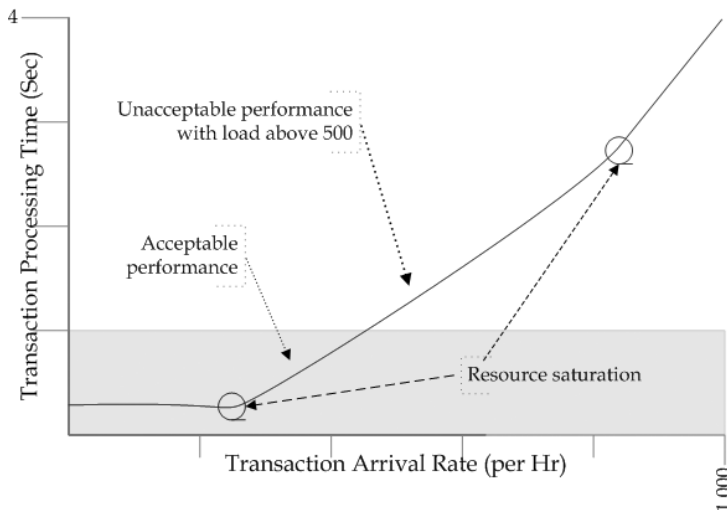 4
Transaction Processing Time (Sec)
Unacceptable performance
with load above 500
Acceptable
performance
Resource saturation
Transaction Arrival Rate (per Hr)
1,000